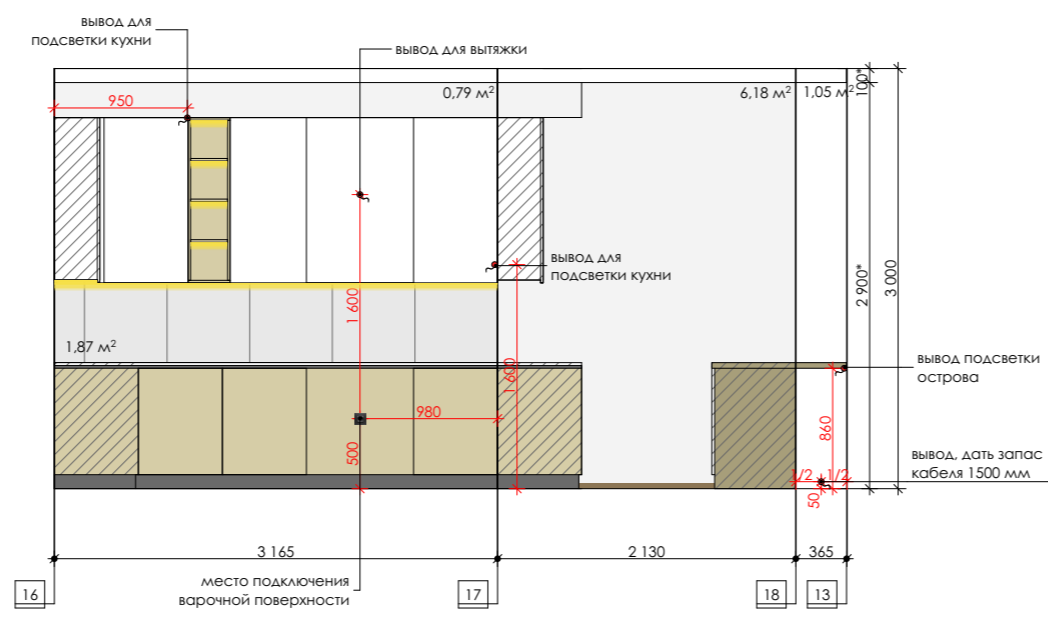 вывод для
подсветки кухни
вывод для вытяжки
950
0,79 м²
6,18 м²
1,05 м²
100*
вывод для
подсветки кухни
2 900*
3 000
1 600
1,87 м²
1 600
вывод подсветки
острова
980
860
500
вывод, дать запас
кабеля 1500 мм
1/2
1/2
50
3 165
2 130
365
место подключения
варочной поверхности
16
17
18
13